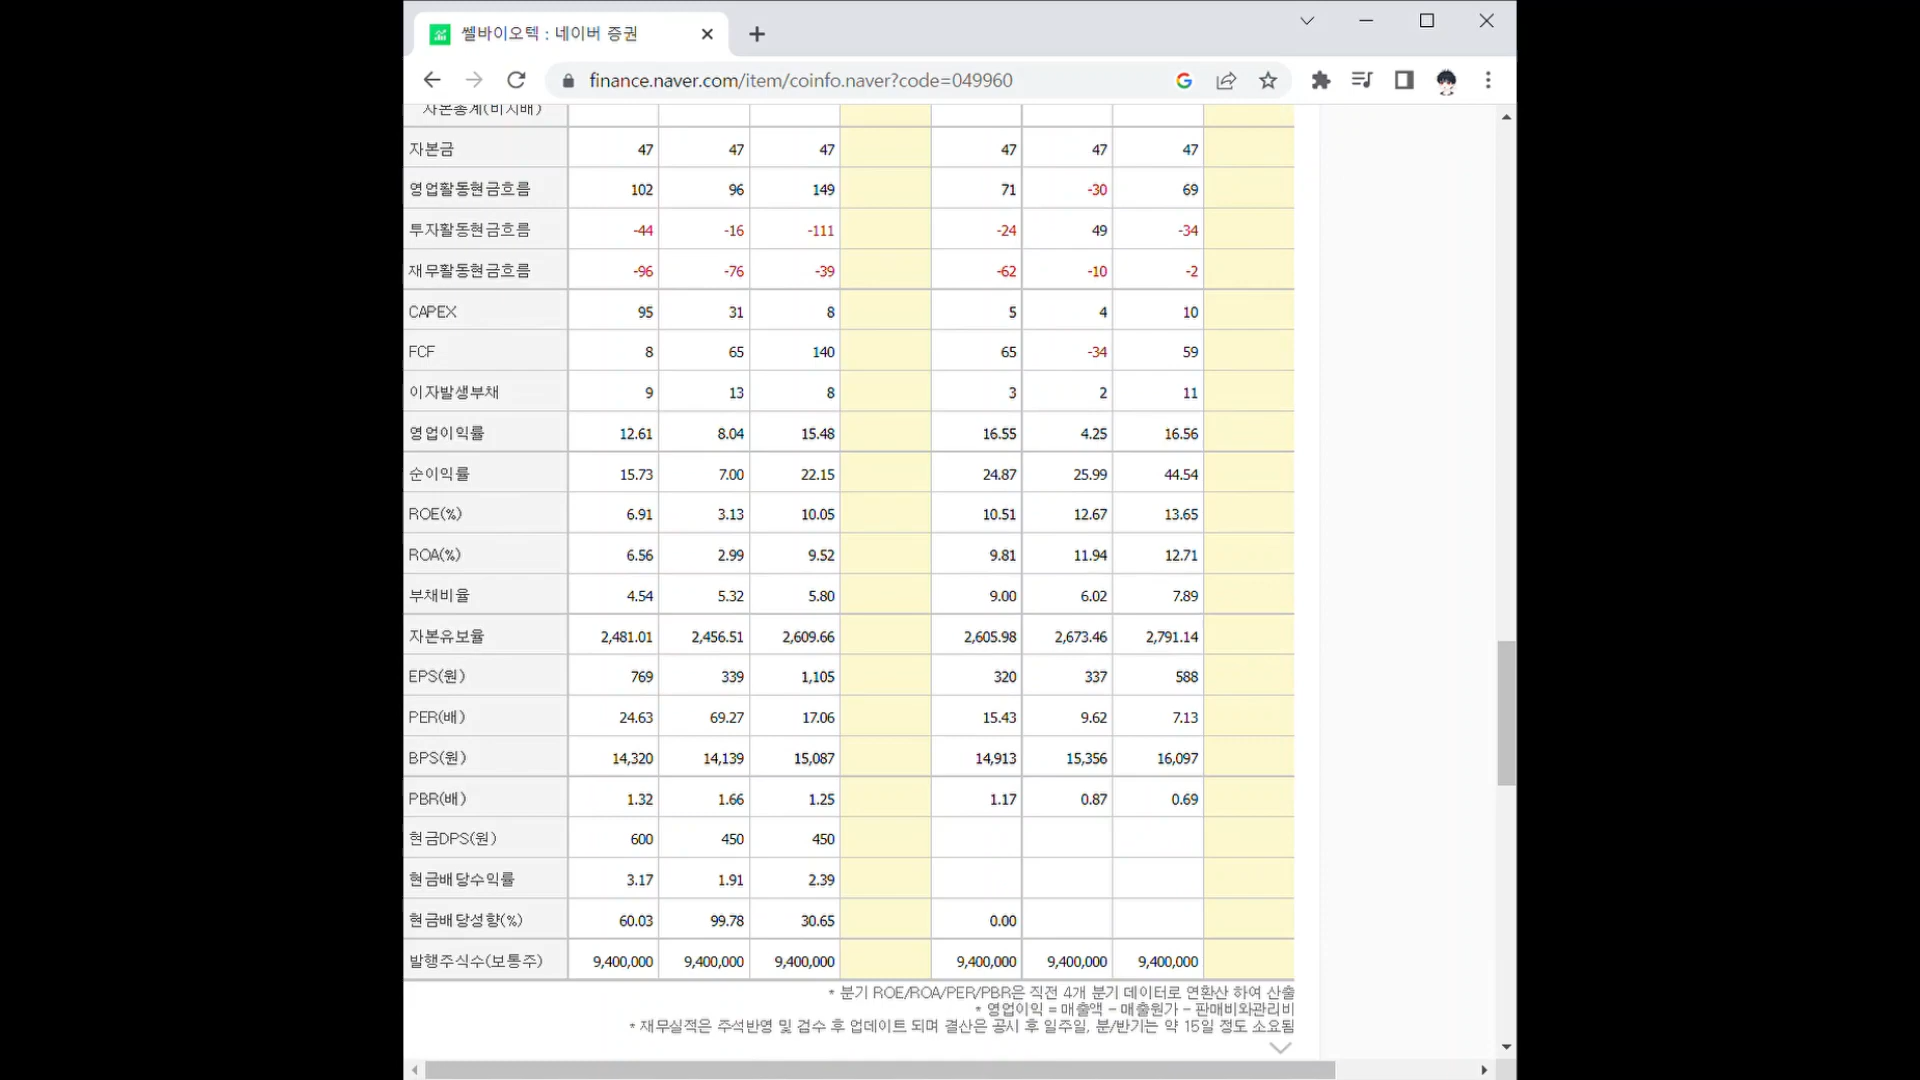 쎌바이오텍 : 네이버 증권
finance.naver.com/item/coinfo.naver?code=049960
자본총계(비지배)
자본금 47 47 47 47 47 47
영업활동현금흐름 102 96 149 71 -30 69
투자활동현금흐름 -44 -16 -111 -24 49 -34
재무활동현금흐름 -96 -76 -39 -62 -10 -2
CAPEX 95 31 8 5 4 10
FCF 8 65 140 65 -34 59
이자발생부채 9 13 8 3 2 11
영업이익률 12.61 8.04 15.48 16.55 4.25 16.56
순이익률 15.73 7.00 22.15 24.87 25.99 44.54
ROE(%) 6.91 3.13 10.05 10.51 12.67 13.65
ROA(%) 6.56 2.99 9.52 9.81 11.94 12.71
부채비율 4.54 5.32 5.80 9.00 6.02 7.89
자본유보율 2,481.01 2,456.51 2,609.66 2,605.98 2,673.46 2,791.14
EPS(원) 769 339 1,105 320 337 588
PER(배) 24.63 69.27 17.06 15.43 9.62 7.13
BPS(원) 14,320 14,139 15,087 14,913 15,356 16,097
PBR(배) 1.32 1.66 1.25 1.17 0.87 0.69
현금DPS(원) 600 450 450
현금배당수익률 3.17 1.91 2.39
현금배당성향(%) 60.03 99.78 30.65 0.00
발행주식수(보통주) 9,400,000 9,400,000 9,400,000 9,400,000 9,400,000 9,400,000
* 분기 ROE/ROA/PER/PBR은 직전 4개 분기 데이터로 연환산 하여 산출
* 영업이익 = 매출액 - 매출원가 - 판매비와관리비
* 재무실적은 주석반영 및 검수 후 업데이트 되며 결산은 공시 후 일주일, 분/반기는 약 15일 정도 소요됨